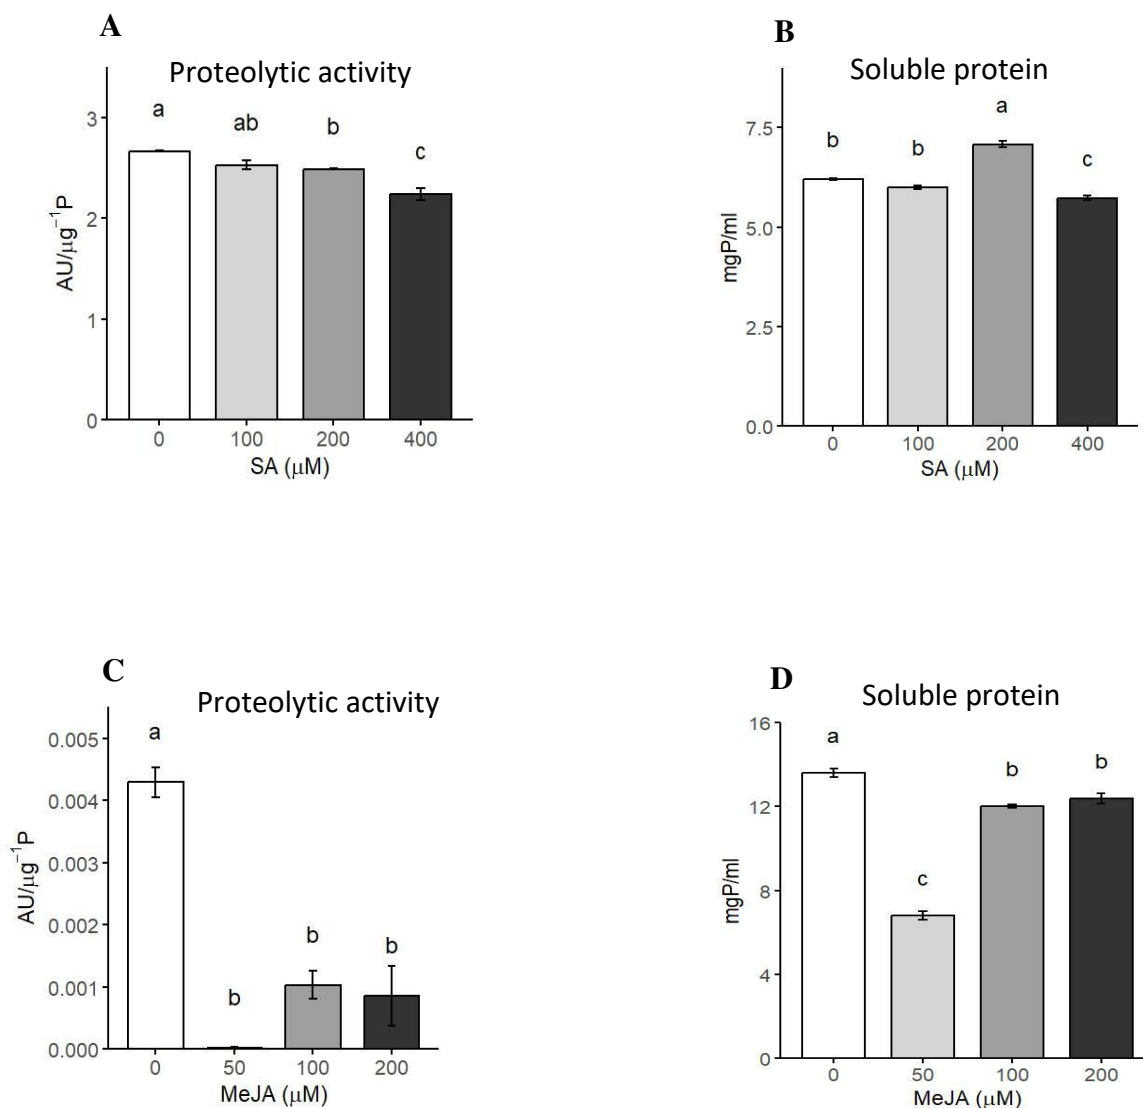 A
Proteolytic activity
a
ab
b
c
3
2
1
0
AU/μg⁻¹P
0 100 200 400
SA (μM)
B
Soluble protein
b
b
a
c
7.5
5.0
2.5
0.0
mgP/ml
0 100 200 400
SA (μM)
C
Proteolytic activity
a
b
b
b
0.005
0.004
0.003
0.002
0.001
0.000
AU/μg⁻¹P
0 50 100 200
MeJA (μM)
D
Soluble protein
a
c
b
b
16
12
8
4
0
mgP/ml
0 50 100 200
MeJA (μM)